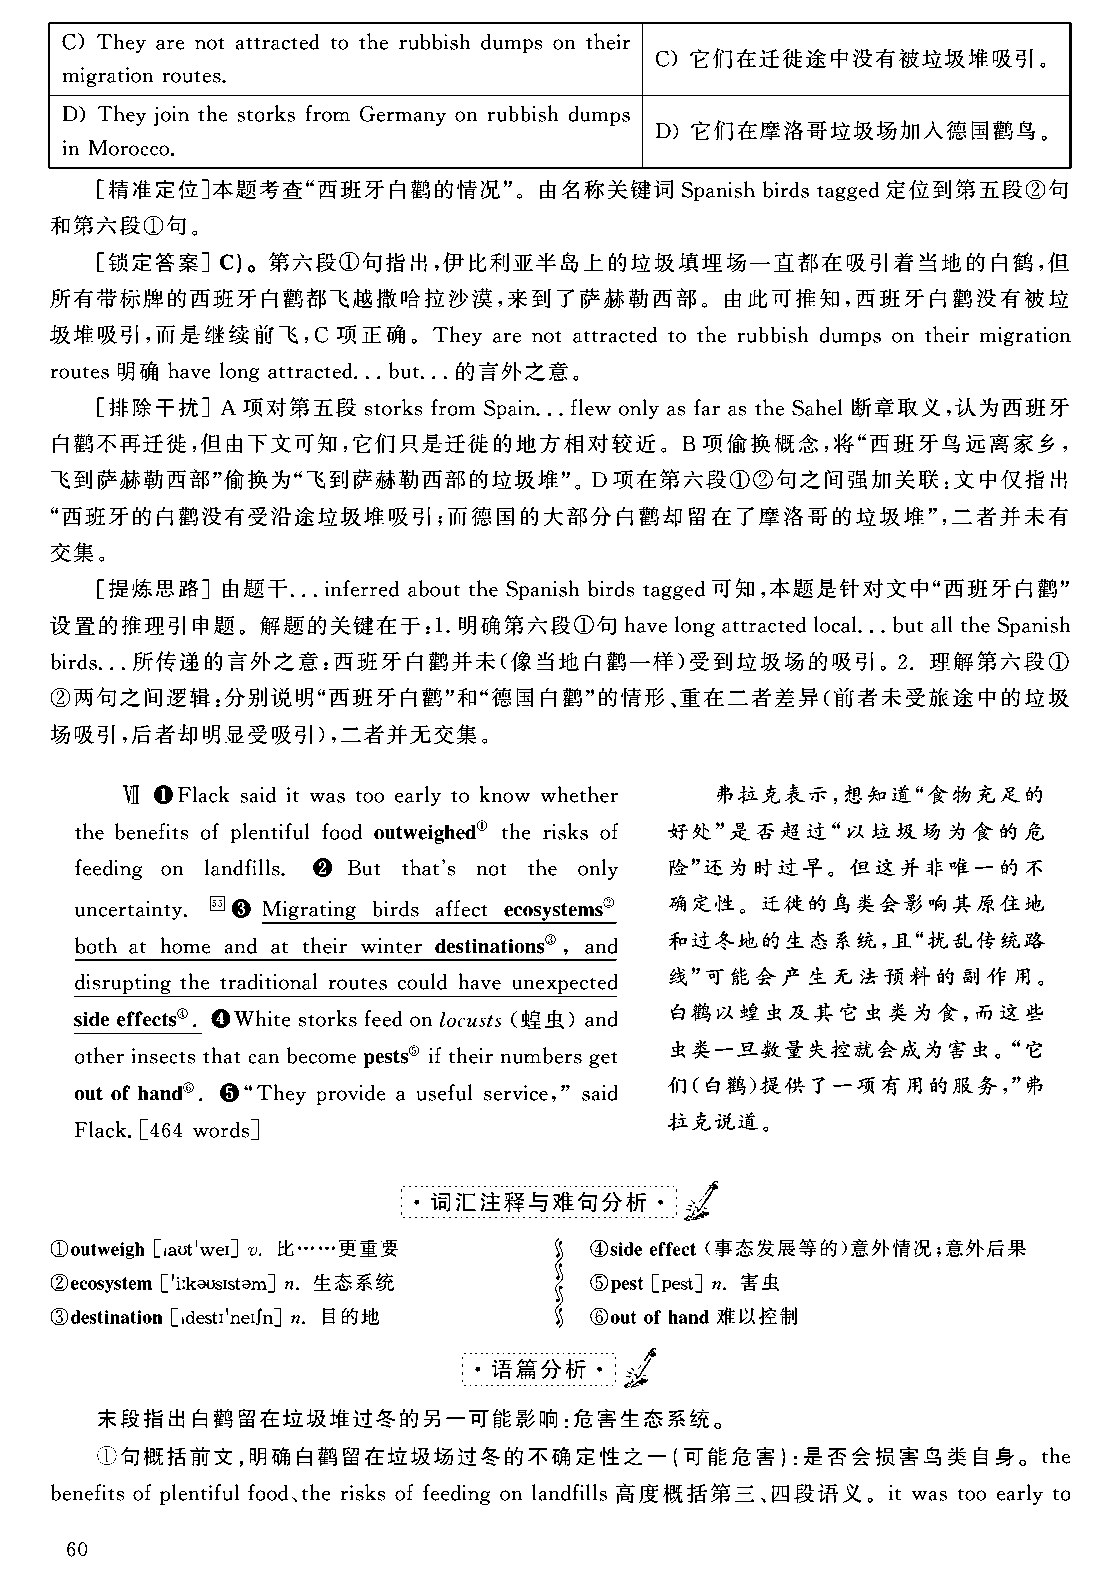 C) They are not attracted to the rubbish dumps on their
migration routes.
C) 它们在迁徙途中没有被垃圾堆吸引。
D) They join the storks from Germany on rubbish dumps
in Morocco.
D) 它们在摩洛哥垃圾场加入德国鹳鸟。
[精准定位]本题考查“西班牙白鹳的情况”。由名称关键词 Spanish birds tagged 定位到第五段②句
和第六段①句。
[锁定答案] C)。第六段①句指出,伊比利亚半岛上的垃圾填埋场一直都在吸引着当地的白鹤,但
所有带标牌的西班牙白鹳都飞越撒哈拉沙漠,来到了萨赫勒西部。由此可推知,西班牙白鹳没有被垃
圾堆吸引,而是继续前飞,C 项正确。They are not attracted to the rubbish dumps on their migration
routes 明确 have long attracted... but... 的言外之意。
[排除干扰] A 项对第五段 storks from Spain... flew only as far as the Sahel 断章取义,认为西班牙
白鹳不再迁徙,但由下文可知,它们只是迁徙的地方相对较近。B 项偷换概念,将“西班牙鸟远离家乡,
飞到萨赫勒西部”偷换为“飞到萨赫勒西部的垃圾堆”。D 项在第六段①②句之间强加关联:文中仅指出
“西班牙的白鹳没有受沿途垃圾堆吸引;而德国的大部分白鹳却留在了摩洛哥的垃圾堆”,二者并未有
交集。
[提炼思路] 由题干... inferred about the Spanish birds tagged 可知,本题是针对文中“西班牙白鹳”
设置的推理引申题。解题的关键在于:1. 明确第六段①句 have long attracted local... but all the Spanish
birds... 所传递的言外之意:西班牙白鹳并未(像当地白鹳一样)受到垃圾场的吸引。2. 理解第六段①
②两句之间逻辑:分别说明“西班牙白鹳”和“德国白鹳”的情形、重在二者差异(前者未受旅途中的垃圾
场吸引,后者却明显受吸引),二者并无交集。
Ⅶ ❶Flack said it was too early to know whether
the benefits of plentiful food outweighed① the risks of
feeding on landfills. ❷ But that's not the only
uncertainty. 55❸ Migrating birds affect ecosystems②
both at home and at their winter destinations③, and
disrupting the traditional routes could have unexpected
side effects④. ❹White storks feed on locusts (蝗虫) and
other insects that can become pests⑤ if their numbers get
out of hand⑥. ❺“They provide a useful service,” said
Flack. [464 words]
弗拉克表示,想知道“食物充足的
好处”是否超过“以垃圾场为食的危
险”还为时过早。但这并非唯一的不
确定性。迁徙的鸟类会影响其原住地
和过冬地的生态系统,且“扰乱传统路
线”可能会产生无法预料的副作用。
白鹳以蝗虫及其它虫类为食,而这些
虫类一旦数量失控就会成为害虫。“它
们(白鹳)提供了一项有用的服务,”弗
拉克说道。
·词汇注释与难句分析·
①outweigh [ˌaʊtˈweɪ] v. 比……更重要
②ecosystem [ˈiːkəʊsɪstəm] n. 生态系统
③destination [ˌdestɪˈneɪʃn] n. 目的地
④side effect (事态发展等的)意外情况;意外后果
⑤pest [pest] n. 害虫
⑥out of hand 难以控制
·语篇分析·
末段指出白鹳留在垃圾堆过冬的另一可能影响:危害生态系统。
①句概括前文,明确白鹳留在垃圾场过冬的不确定性之一(可能危害):是否会损害鸟类自身。the
benefits of plentiful food、the risks of feeding on landfills 高度概括第三、四段语义。it was too early to
60